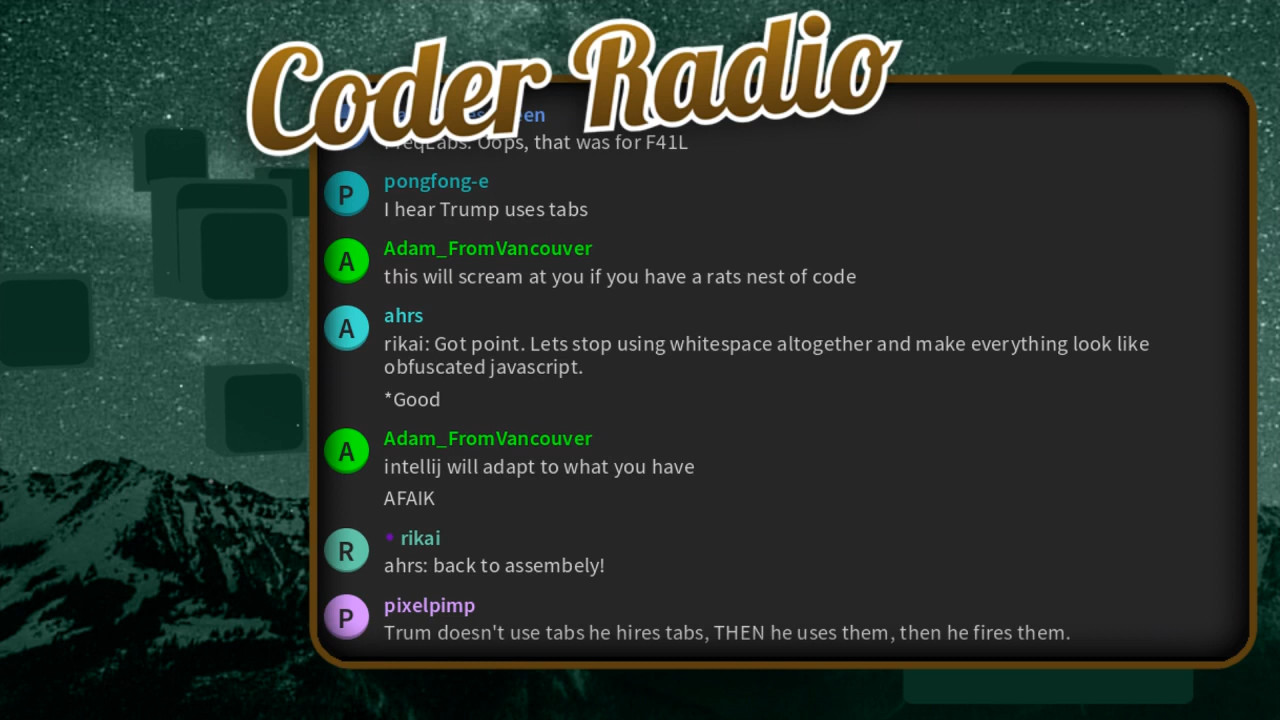 Coder Radio
FreqLabs: Oops, that was for F41L
P
pongfong-e
I hear Trump uses tabs
A
Adam_FromVancouver
this will scream at you if you have a rats nest of code
A
ahrs
rikai: Got point. Lets stop using whitespace altogether and make everything look like
obfuscated javascript.
*Good
A
Adam_FromVancouver
intellij will adapt to what you have
AFAIK
R
• rikai
ahrs: back to assembely!
P
pixelpimp
Trum doesn't use tabs he hires tabs, THEN he uses them, then he fires them.